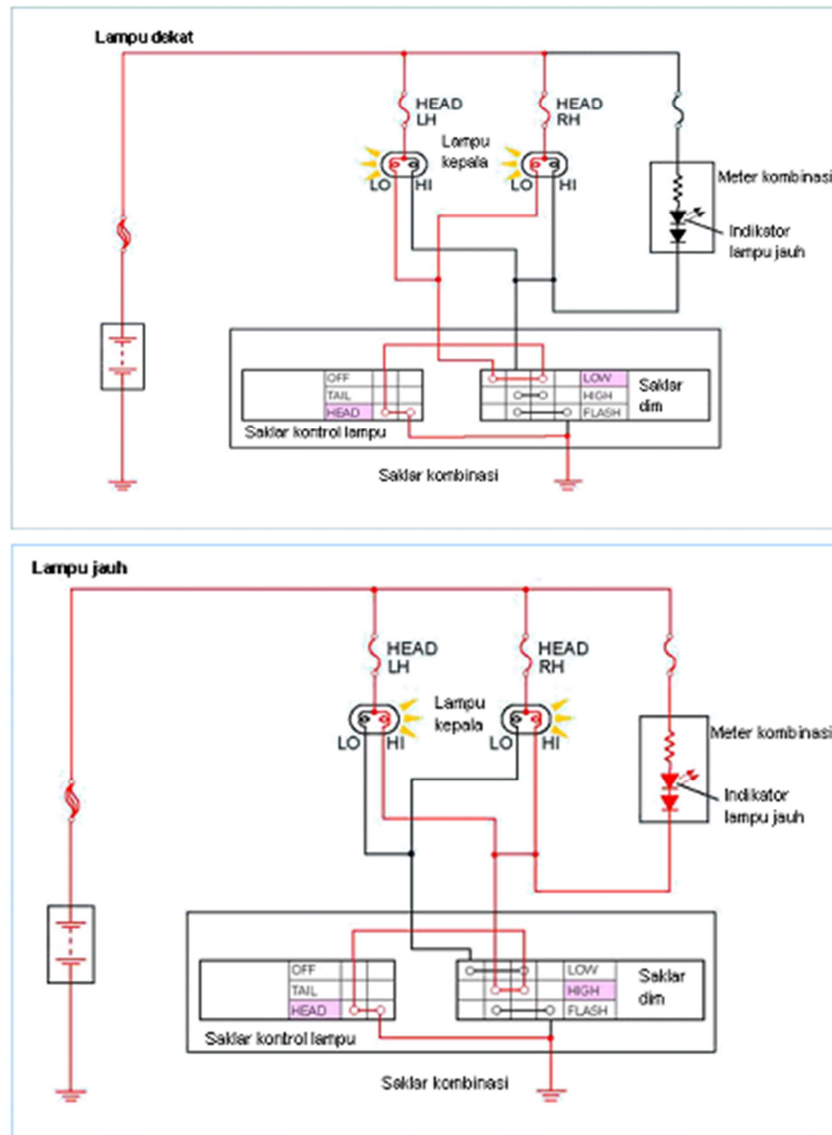 Lampu dekat
HEAD
LH
HEAD
RH
Lampu
kepala
LO HI
LO HI
Meter kombinasi
Indikator
lampu jauh
OFF
TAIL
HEAD
LOW
HIGH
FLASH
Saklar
dim
Saklar kontrol lampu
Saklar kombinasi
Lampu jauh
HEAD
LH
HEAD
RH
Lampu
kepala
LO HI
LO HI
Meter kombinasi
Indikator
lampu jauh
OFF
TAIL
HEAD
LOW
HIGH
FLASH
Saklar
dim
Saklar kontrol lampu
Saklar kombinasi